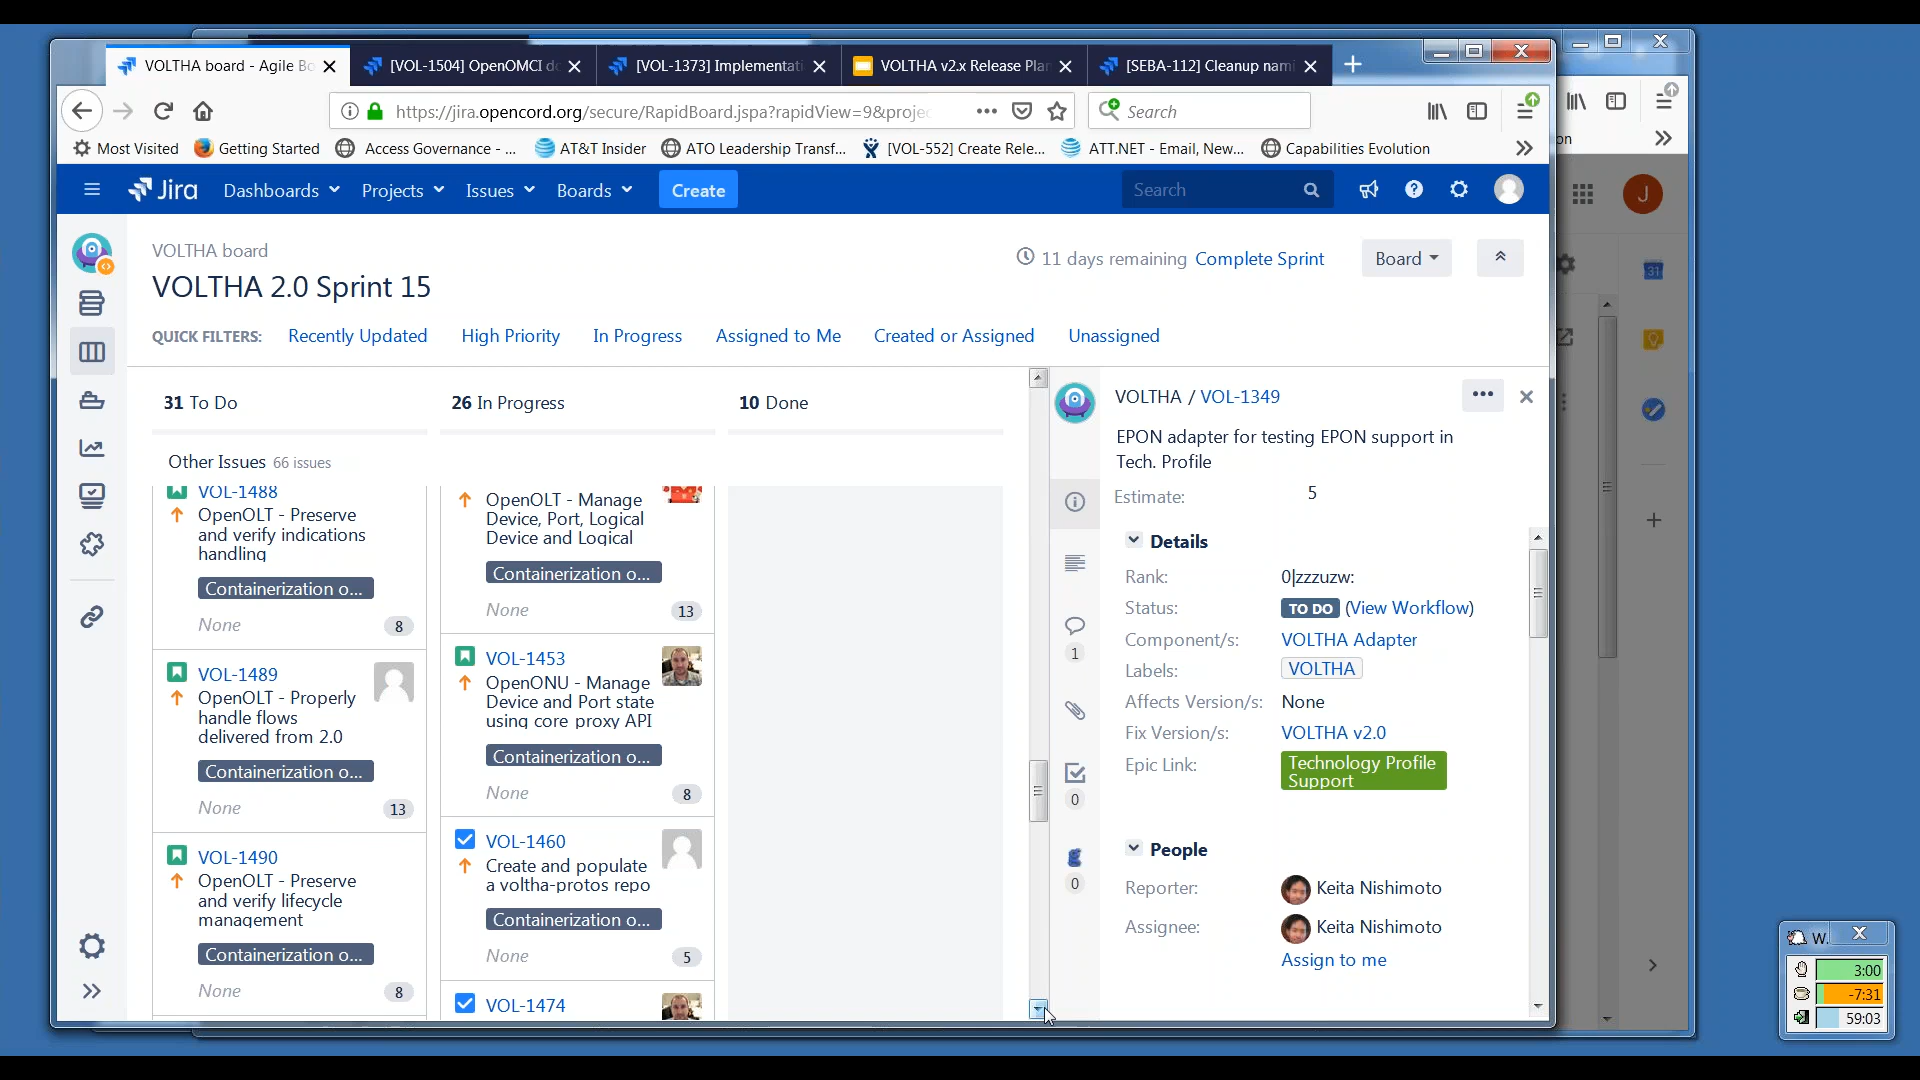 VOLTHA board - Agile Bo
[VOL-1504] OpenOMCI d
[VOL-1373] Implementat
VOLTHA v2.x Release Plan
[SEBA-112] Cleanup nami
https://jira.opencord.org/secure/RapidBoard.jspa?rapidView=9&projec
Search
Most Visited
Getting Started
Access Governance - ...
AT&T Insider
ATO Leadership Transf...
[VOL-552] Create Rele...
ATT.NET - Email, New...
Capabilities Evolution
on
Jira
Dashboards
Projects
Issues
Boards
Create
Search
J
VOLTHA board
VOLTHA 2.0 Sprint 15
11 days remaining Complete Sprint
Board
31
QUICK FILTERS: Recently Updated High Priority In Progress Assigned to Me Created or Assigned Unassigned
31 To Do
26 In Progress
10 Done
Other Issues 66 issues
VOL-1488
OpenOLT - Preserve
and verify indications
handling
Containerization o...
None
8
VOL-1489
OpenOLT - Properly
handle flows
delivered from 2.0
Containerization o...
None
13
VOL-1490
OpenOLT - Preserve
and verify lifecycle
management
Containerization o...
None
8
OpenOLT - Manage
Device, Port, Logical
Device and Logical
Containerization o...
None
13
VOL-1453
OpenONU - Manage
Device and Port state
using core proxy API
Containerization o...
None
8
VOL-1460
Create and populate
a voltha-protos repo
Containerization o...
None
5
VOL-1474
VOLTHA / VOL-1349
EPON adapter for testing EPON support in
Tech. Profile
Estimate: 5
Details
Rank: 0|zzzuzw:
Status: TO DO (View Workflow)
Component/s: VOLTHA Adapter
Labels: VOLTHA
Affects Version/s: None
Fix Version/s: VOLTHA v2.0
Epic Link: Technology Profile
Support
People
Reporter: Keita Nishimoto
Assignee: Keita Nishimoto
Assign to me
1
0
0
W.
3:00
-7:31
59:03